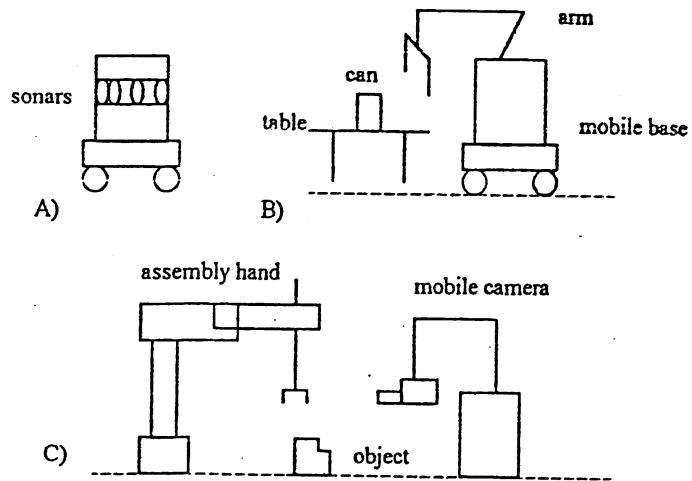 arm
can
sonars
table
mobile base
A)
B)
assembly hand
mobile camera
C)
object